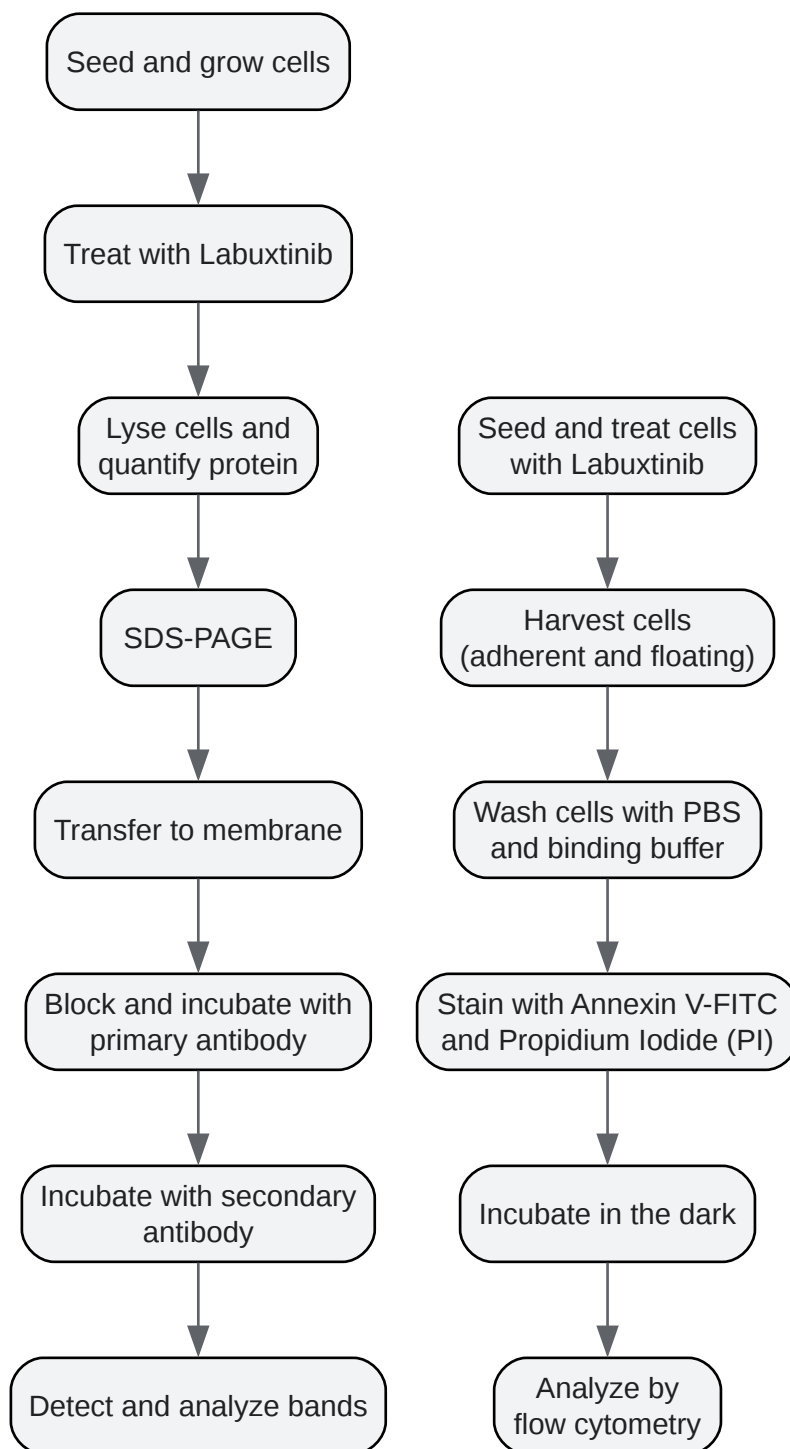 Seed and grow cells
Treat with Labuxtinib
Lyse cells and
quantify protein
SDS-PAGE
Transfer to membrane
Block and incubate with
primary antibody
Incubate with secondary
antibody
Detect and analyze bands
Seed and treat cells
with Labuxtinib
Harvest cells
(adherent and floating)
Wash cells with PBS
and binding buffer
Stain with Annexin V-FITC
and Propidium Iodide (PI)
Incubate in the dark
Analyze by
flow cytometry